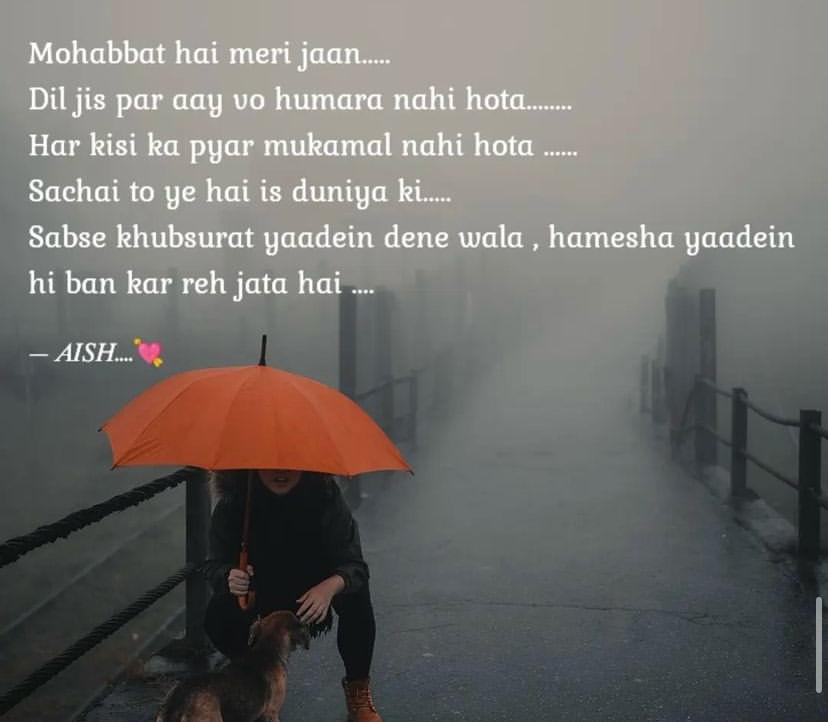 Mohabbat hai meri jaan.....
Dil jis par aay vo humara nahi hota........
Har kisi ka pyar mukamal nahi hota ......
Sachai to ye hai is duniya ki.....
Sabse khubsurat yaadein dene wala , hamesha yaadein
hi ban kar reh jata hai ....
– AISH....💘